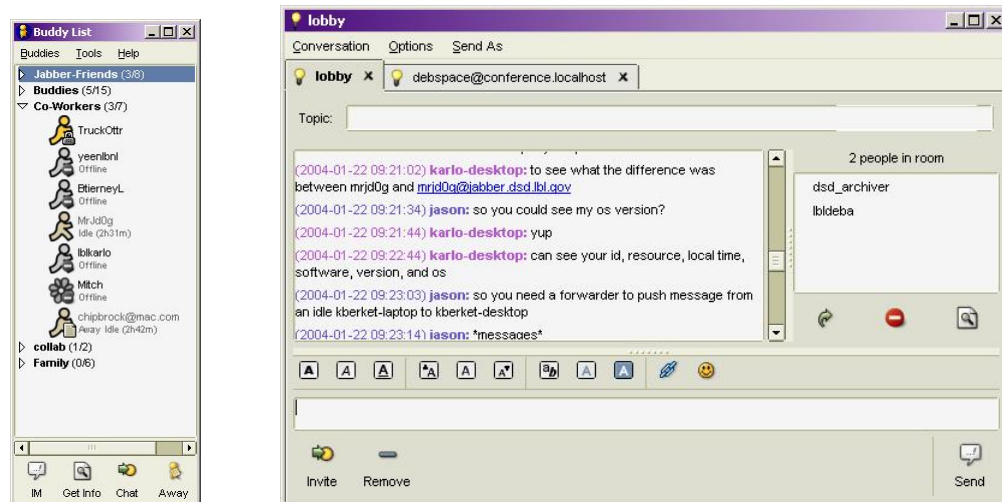 Buddy List
Buddies Tools Help
Jabber-Friends (3/8)
Buddies (5/15)
Co-Workers (3/7)
TruckOttr
yeenlbnl
Offline
BtierneyL
Offline
MrJd0g
Idle (2h31m)
lblkarlo
Offline
Mitch
Offline
chipbrock@mac.com
Away Idle (2h42m)
collab (1/2)
Family (0/6)
IM Get Info Chat Away
lobby
Conversation Options Send As
lobby debspace@conference.localhost
Topic:
(2004-01-22 09:21:02) karlo-desktop: to see what the difference was
between mrjd0g and mrjd0g@jabber.dsd.lbl.gov
(2004-01-22 09:21:34) jason: so you could see my os version?
(2004-01-22 09:21:44) karlo-desktop: yup
(2004-01-22 09:22:44) karlo-desktop: can see your id, resource, local time,
software, version, and os
(2004-01-22 09:23:03) jason: so you need a forwarder to push message from
an idle kberket-laptop to kberket-desktop
(2004-01-22 09:23:14) jason: *messages*
2 people in room
dsd_archiver
lbldeba
Invite Remove
Send